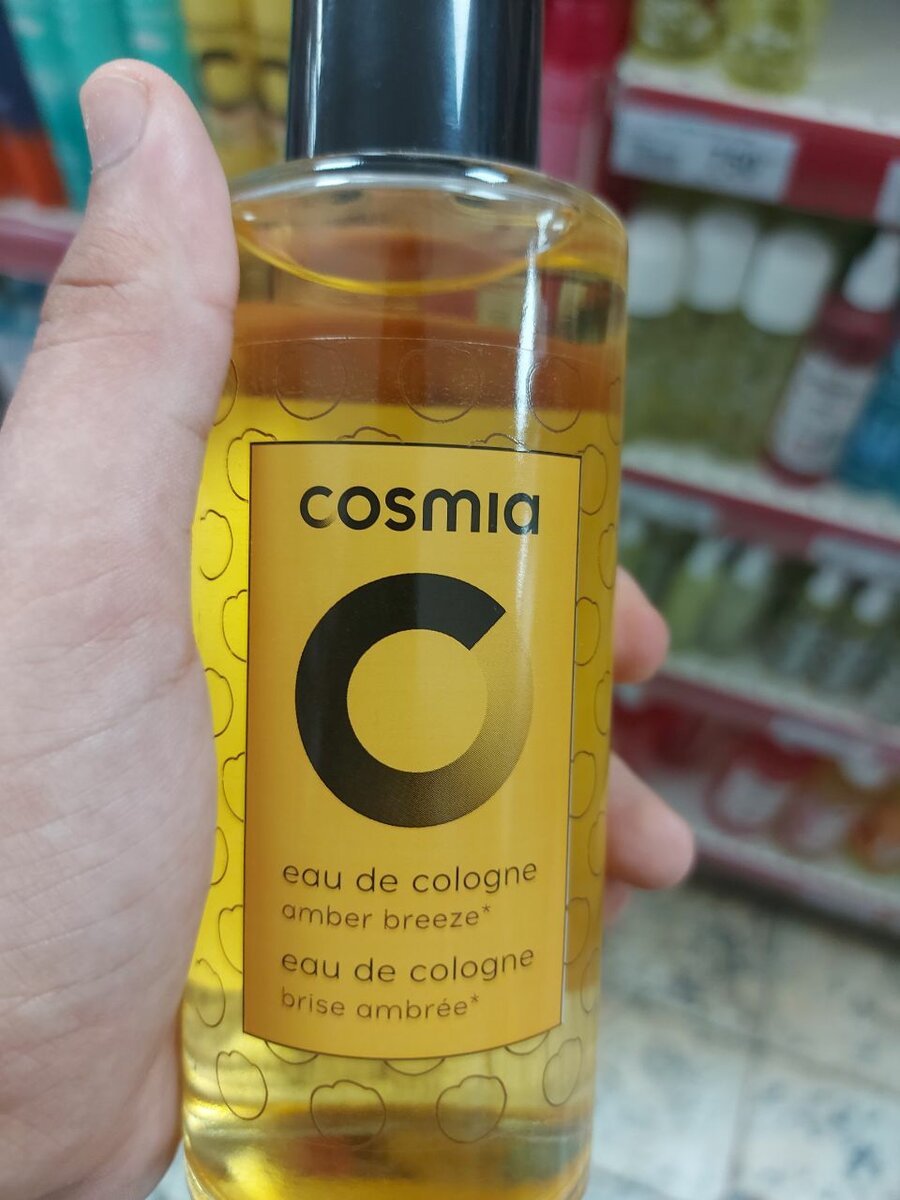 cosmia
eau de cologne
amber breeze*
eau de cologne
brise ambrée*